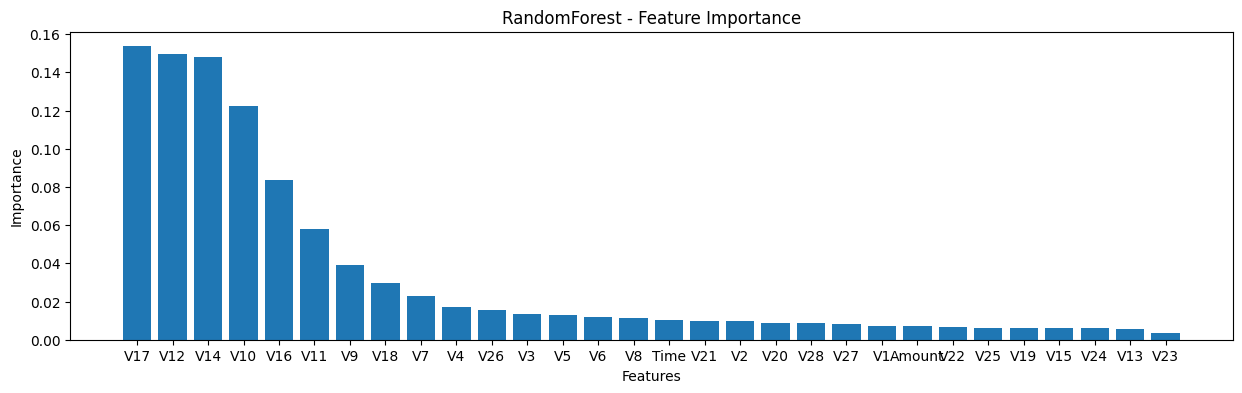 RandomForest - Feature Importance
0.16
0.14
0.12
0.10
0.08
0.06
0.04
0.02
0.00
Importance
V17 V12 V14 V10 V16 V11 V9 V18 V7 V4 V26 V3 V5 V6 V8 Time V21 V2 V20 V28 V27 V1 Amount V22 V25 V19 V15 V24 V13 V23
Features